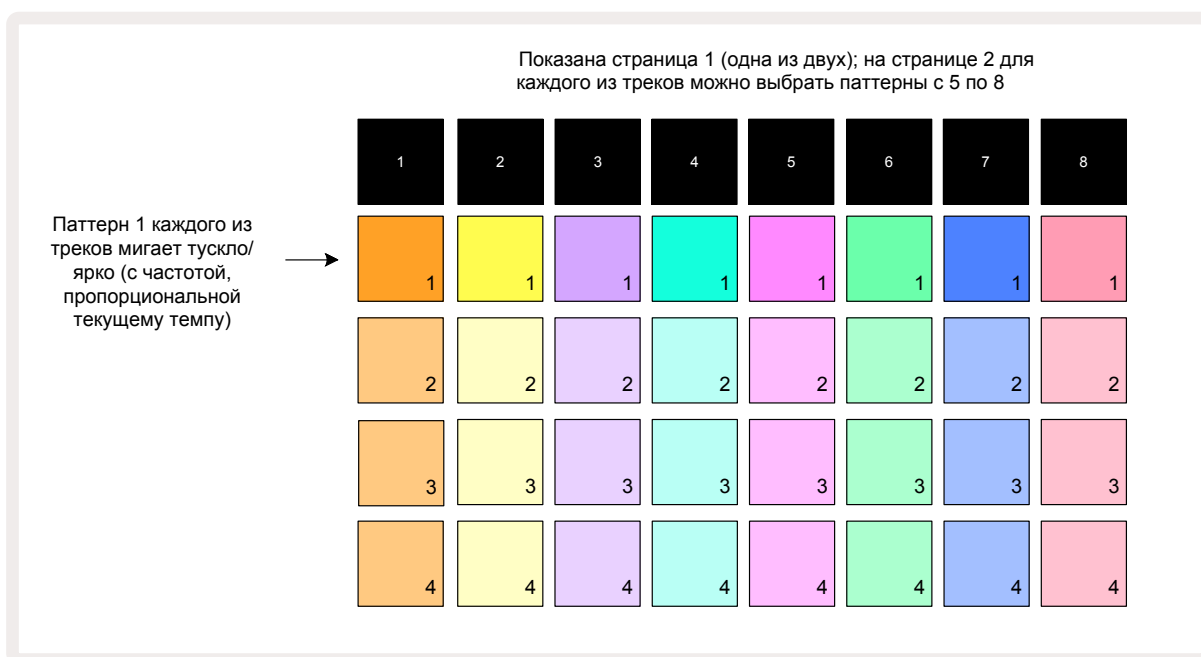 Показана страница 1 (одна из двух); на странице 2 для
каждого из треков можно выбрать паттерны с 5 по 8
1 2 3 4 5 6 7 8
Паттерн 1 каждого из
треков мигает тускло/
ярко (с частотой,
пропорциональной
текущему темпу)
1 1 1 1 1 1 1 1
2 2 2 2 2 2 2 2
3 3 3 3 3 3 3 3
4 4 4 4 4 4 4 4